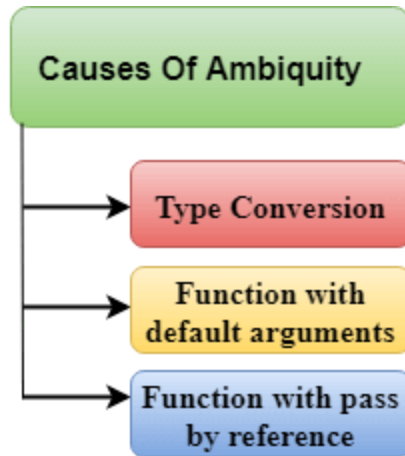 Causes Of Ambiquity
Type Conversion
Function with
default arguments
Function with pass
by reference